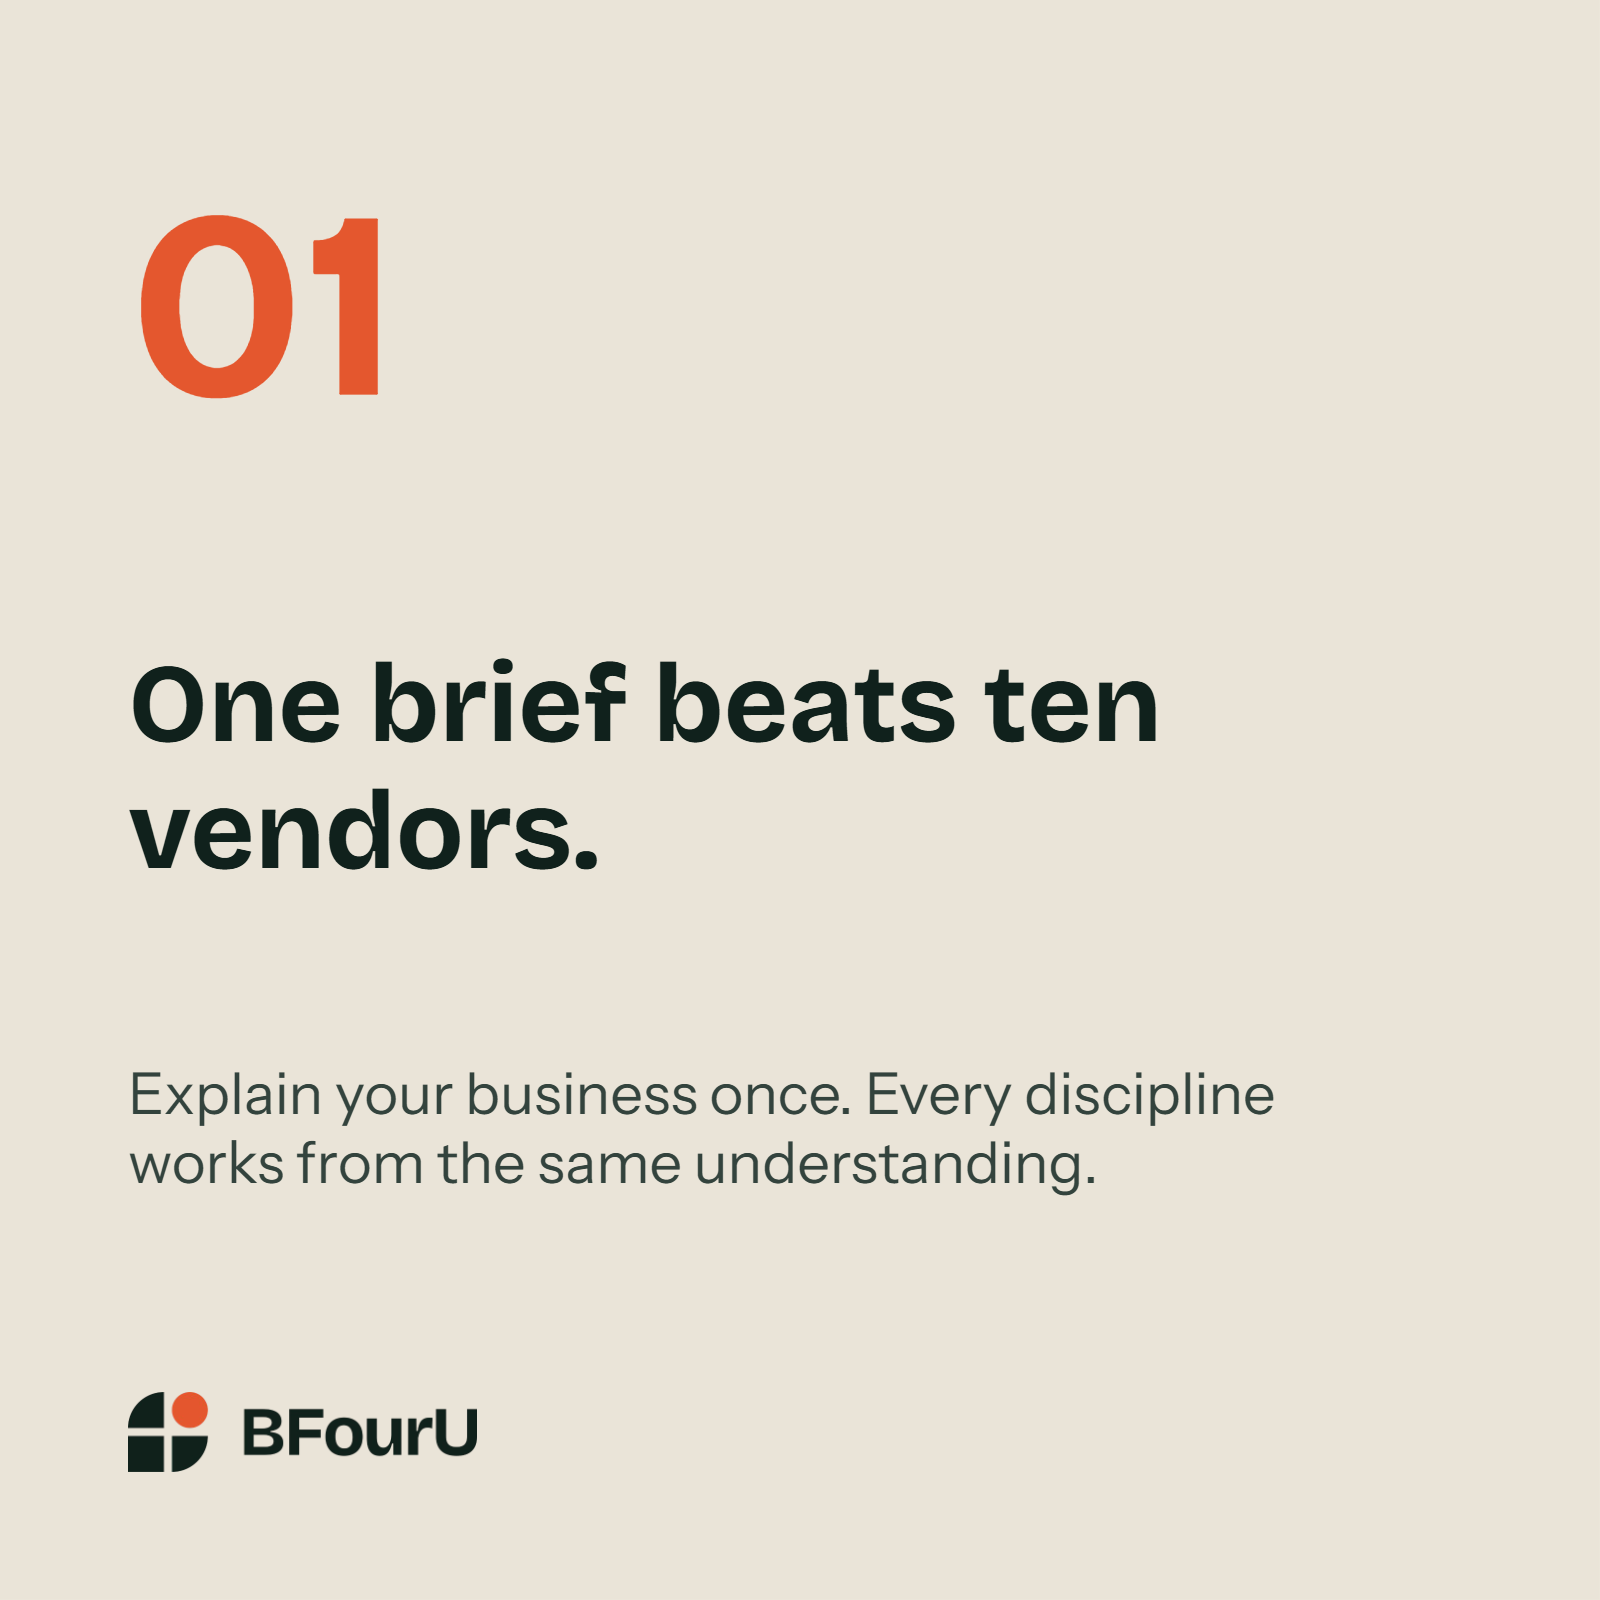 01
One brief beats ten
vendors.
Explain your business once. Every discipline
works from the same understanding.
BFourU